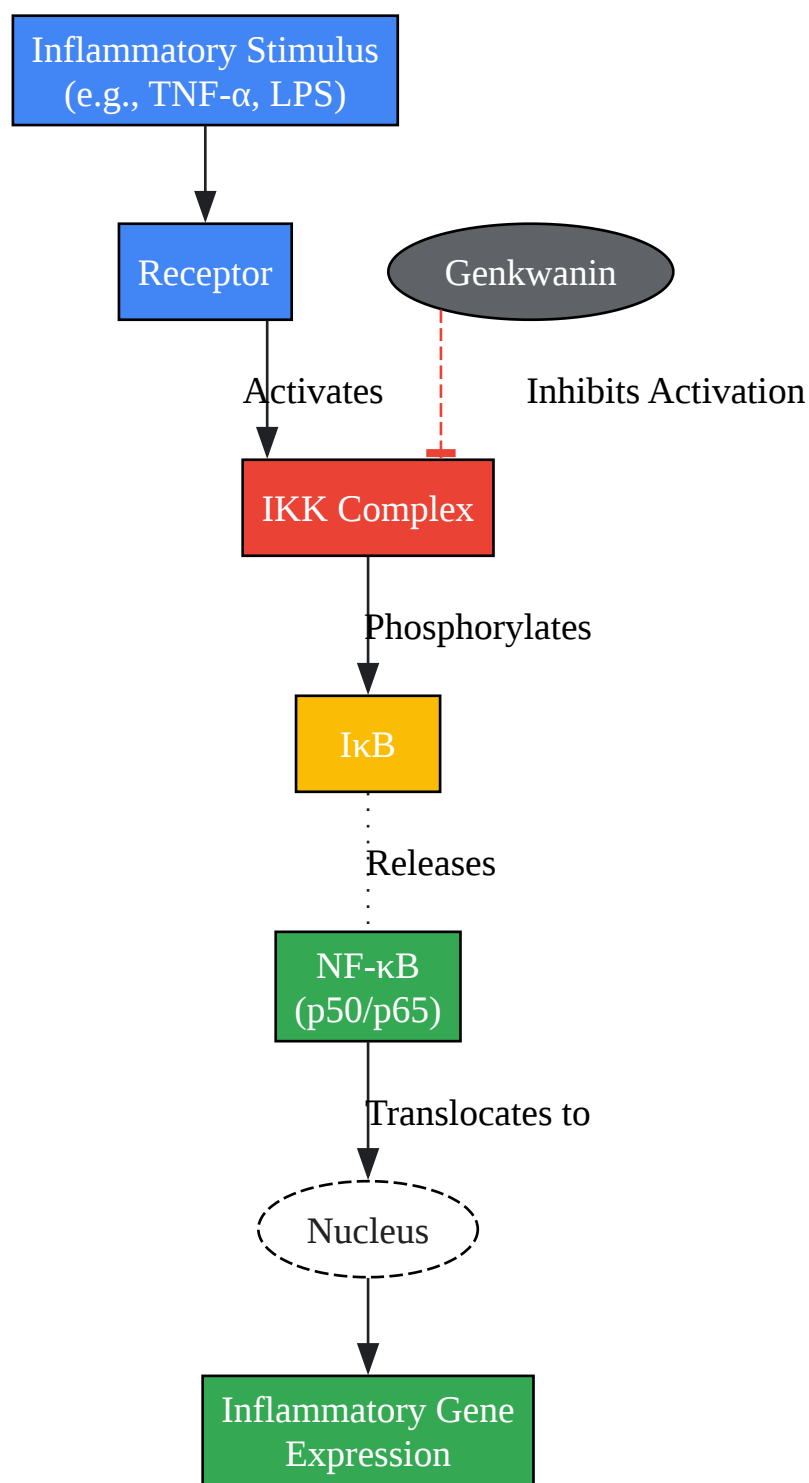 Inflammatory Stimulus
(e.g., TNF-α, LPS)
Receptor
Genkwanin
Activates
Inhibits Activation
IKK Complex
Phosphorylates
IκB
Releases
NF-κB
(p50/p65)
Translocates to
Nucleus
Inflammatory Gene
Expression